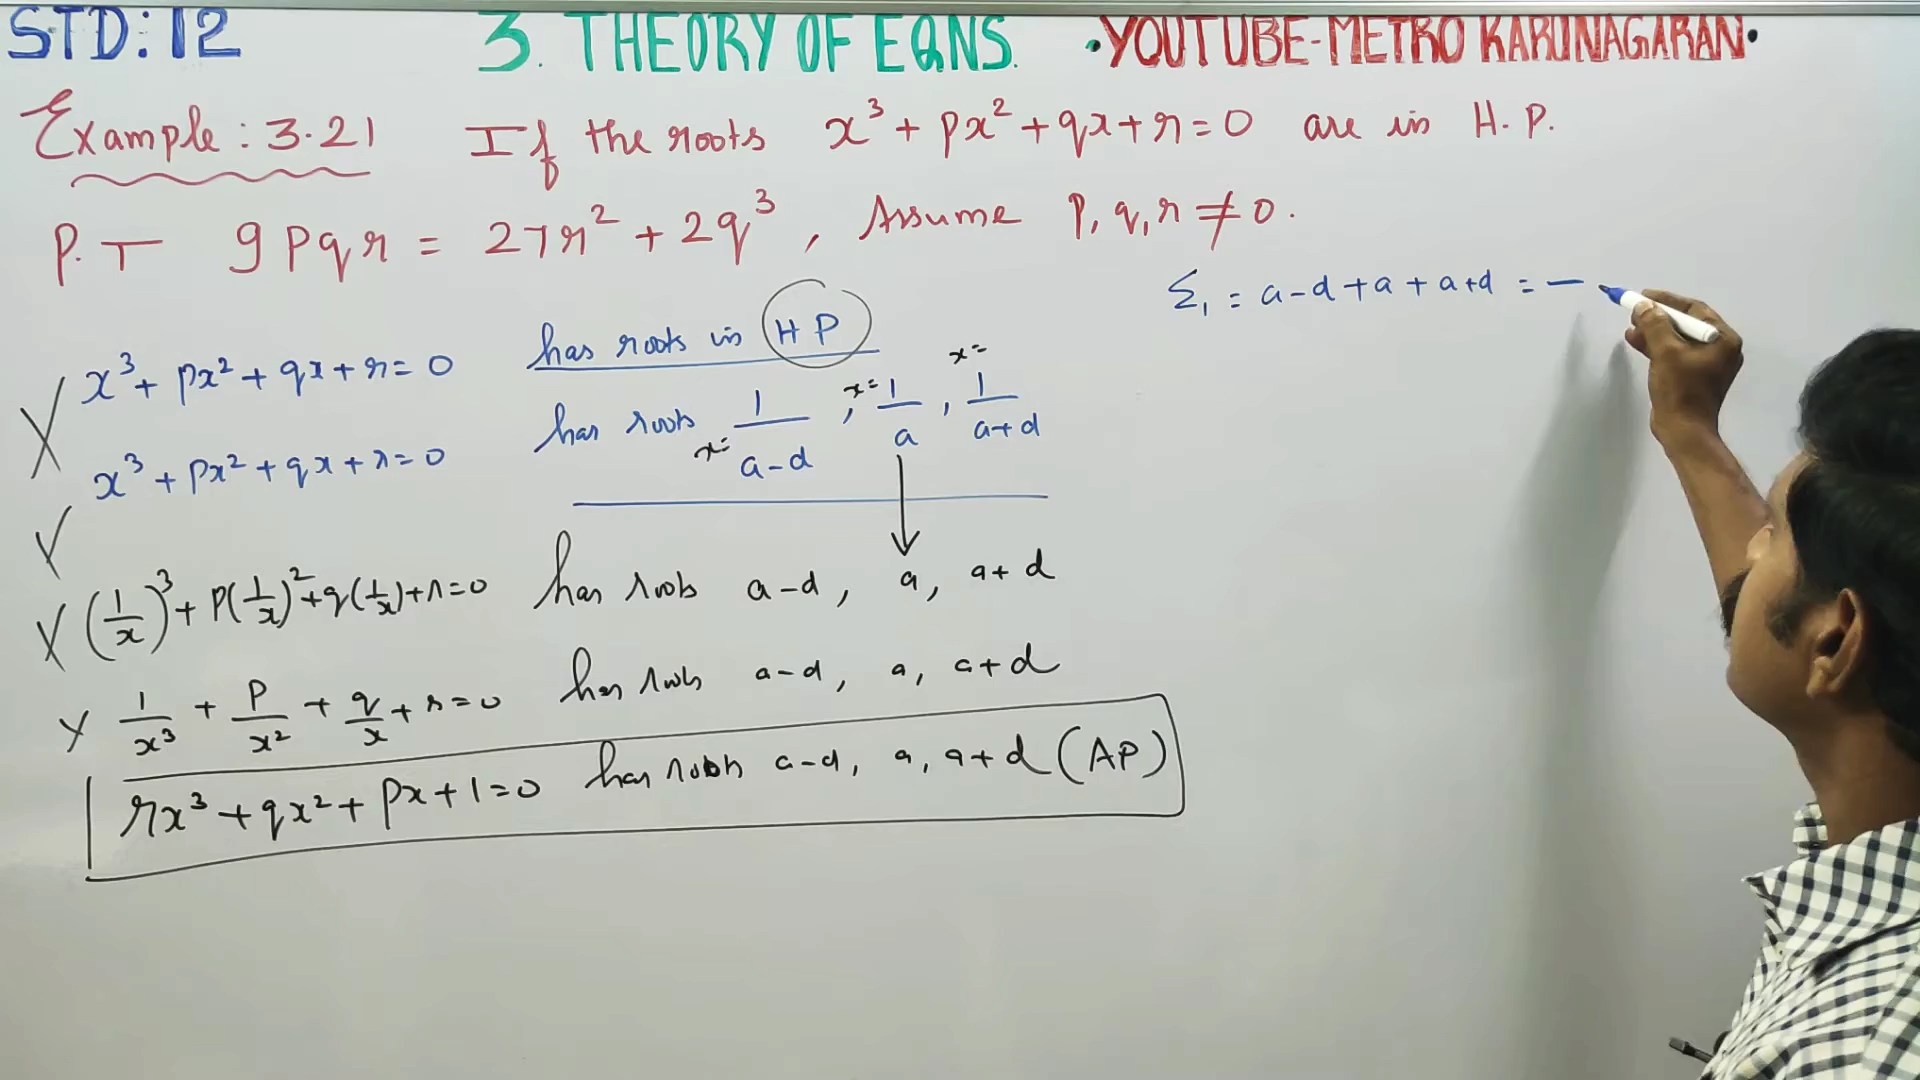 STD: 12 3. THEORY OF EQNS. •YOUTUBE-METRO KARUNAGARAN•
Example: 3.21 If the roots x³ + px² + qx + r = 0 are in H.P.
P.T 9pqr = 27r² + 2q³, Assume p, q, r ≠ 0.
Σ₁ = a-d + a + a+d = –
x³ + px² + qx + r = 0 has roots in HP
x³ + px² + qx + r = 0 has roots x= 1/(a-d), x= 1/a, x= 1/(a+d)
(1/x)³ + p(1/x)² + q(1/x) + r = 0 has roots a-d, a, a+d
1/x³ + p/x² + q/x + r = 0 has roots a-d, a, a+d
rx³ + qx² + px + 1 = 0 has roots a-d, a, a+d (AP)